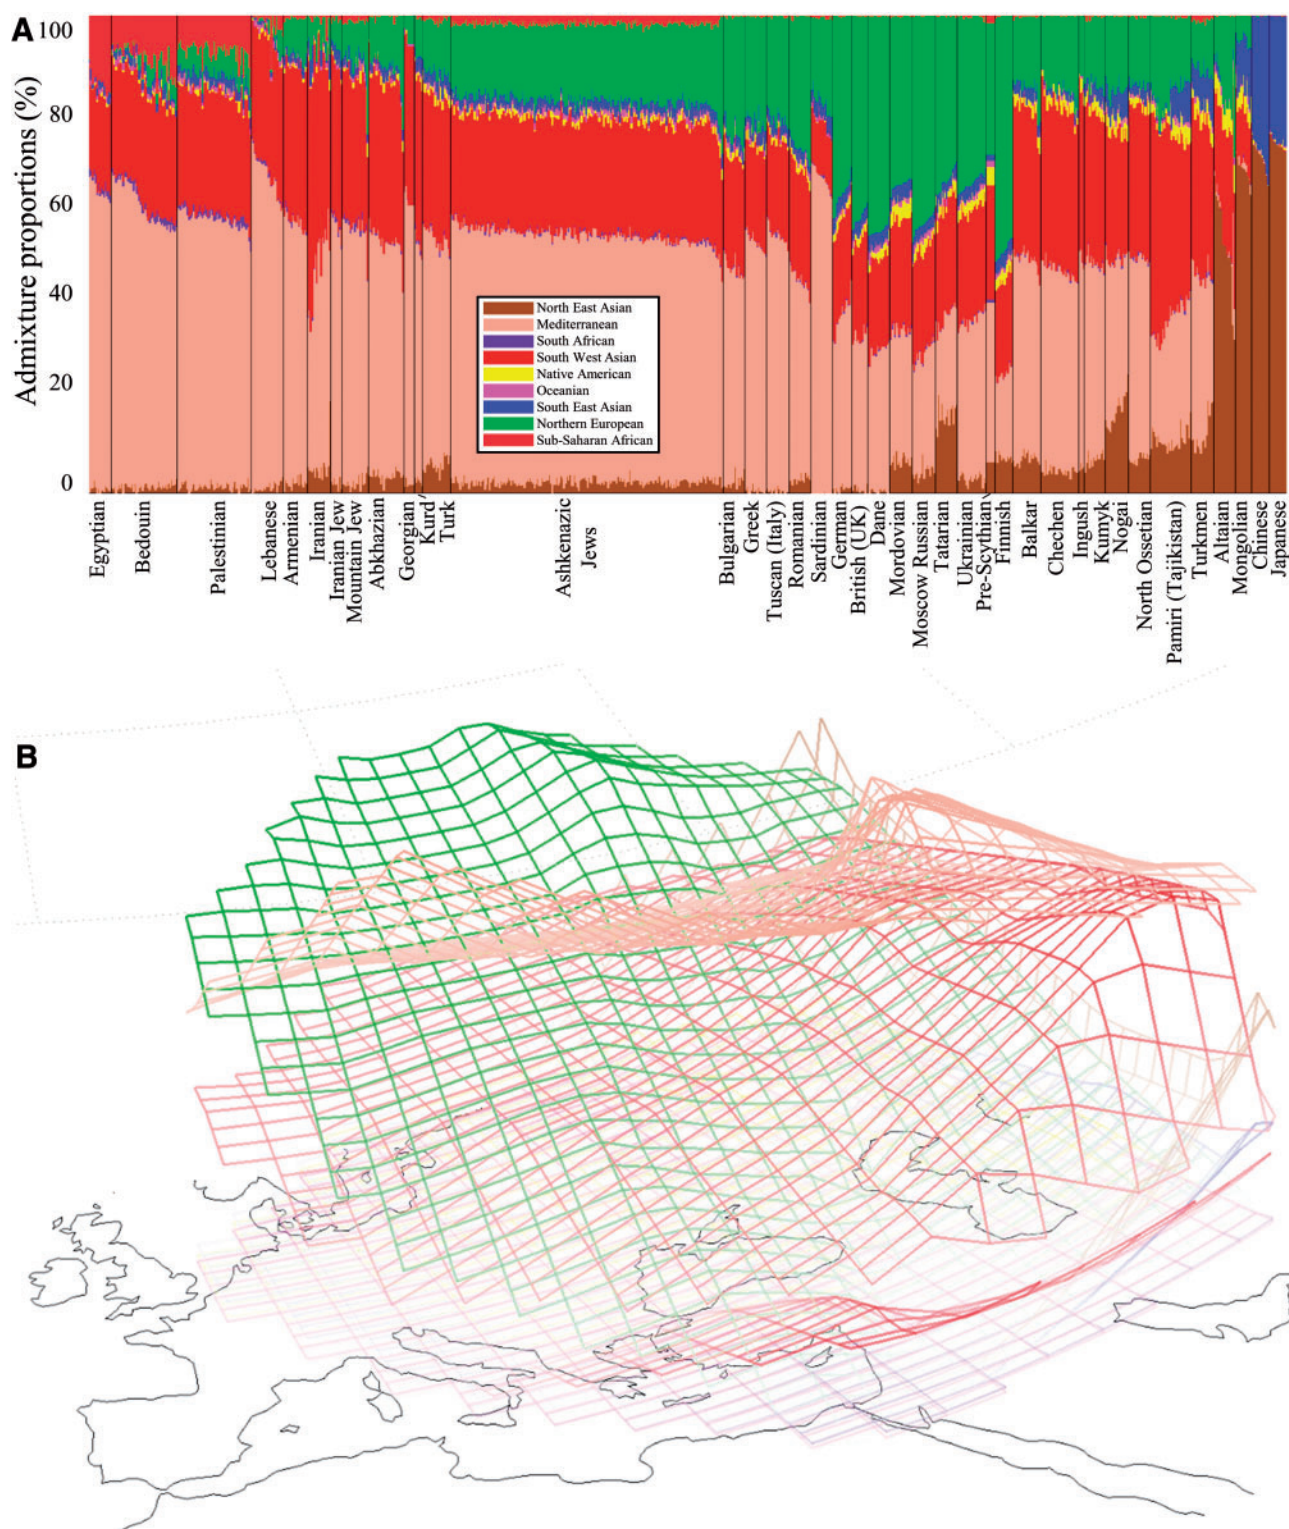 A
Admixture proportions (%)
100
80
60
40
20
0
North East Asian
Mediterranean
South African
South West Asian
Native American
Oceanian
South East Asian
Northern European
Sub-Saharan African
Egyptian
Bedouin
Palestinian
Lebanese
Armenian
Iranian
Iranian Jew
Mountain Jew
Abkhazian
Georgian
Kurd
Turk
Ashkenazic
Jews
Bulgarian
Greek
Tuscan (Italy)
Romanian
Sardinian
German
British (UK)
Dane
Mordovian
Moscow Russian
Tatarian
Ukrainian
Pre-Scythian
Finnish
Balkar
Chechen
Ingush
Kumyk
Nogai
North Ossetian
Pamiri (Tajikistan)
Turkmen
Altaian
Mongolian
Chinese
Japanese
B